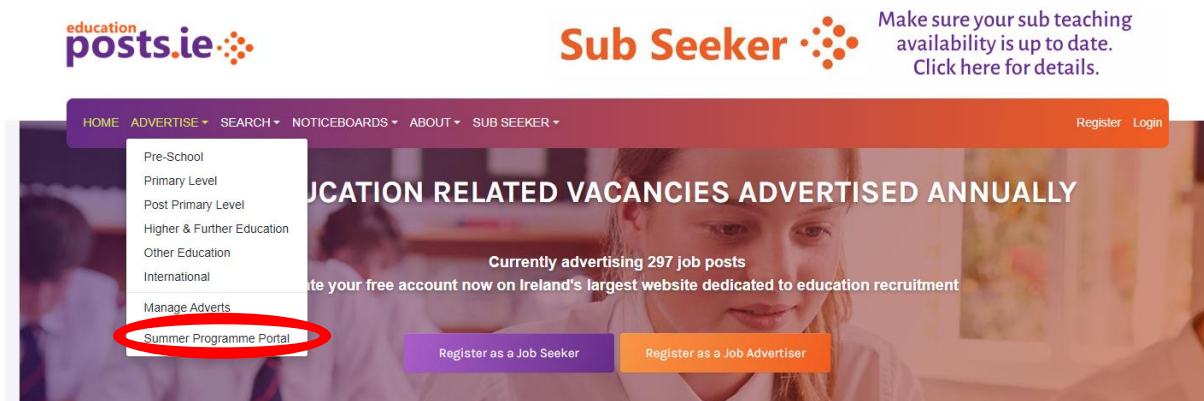 education
posts.ie
Sub Seeker
Make sure your sub teaching
availability is up to date.
Click here for details.
HOME ADVERTISE SEARCH NOTICEBOARDS ABOUT SUB SEEKER Register Login
Pre-School
Primary Level
Post Primary Level
Higher & Further Education
Other Education
International
Manage Adverts
Summer Programme Portal
RELATED VACANCIES ADVERTISED ANNUALLY
Currently advertising 297 job posts
your free account now on Ireland's largest website dedicated to education recruitment
Register as a Job Seeker
Register as a Job Advertiser